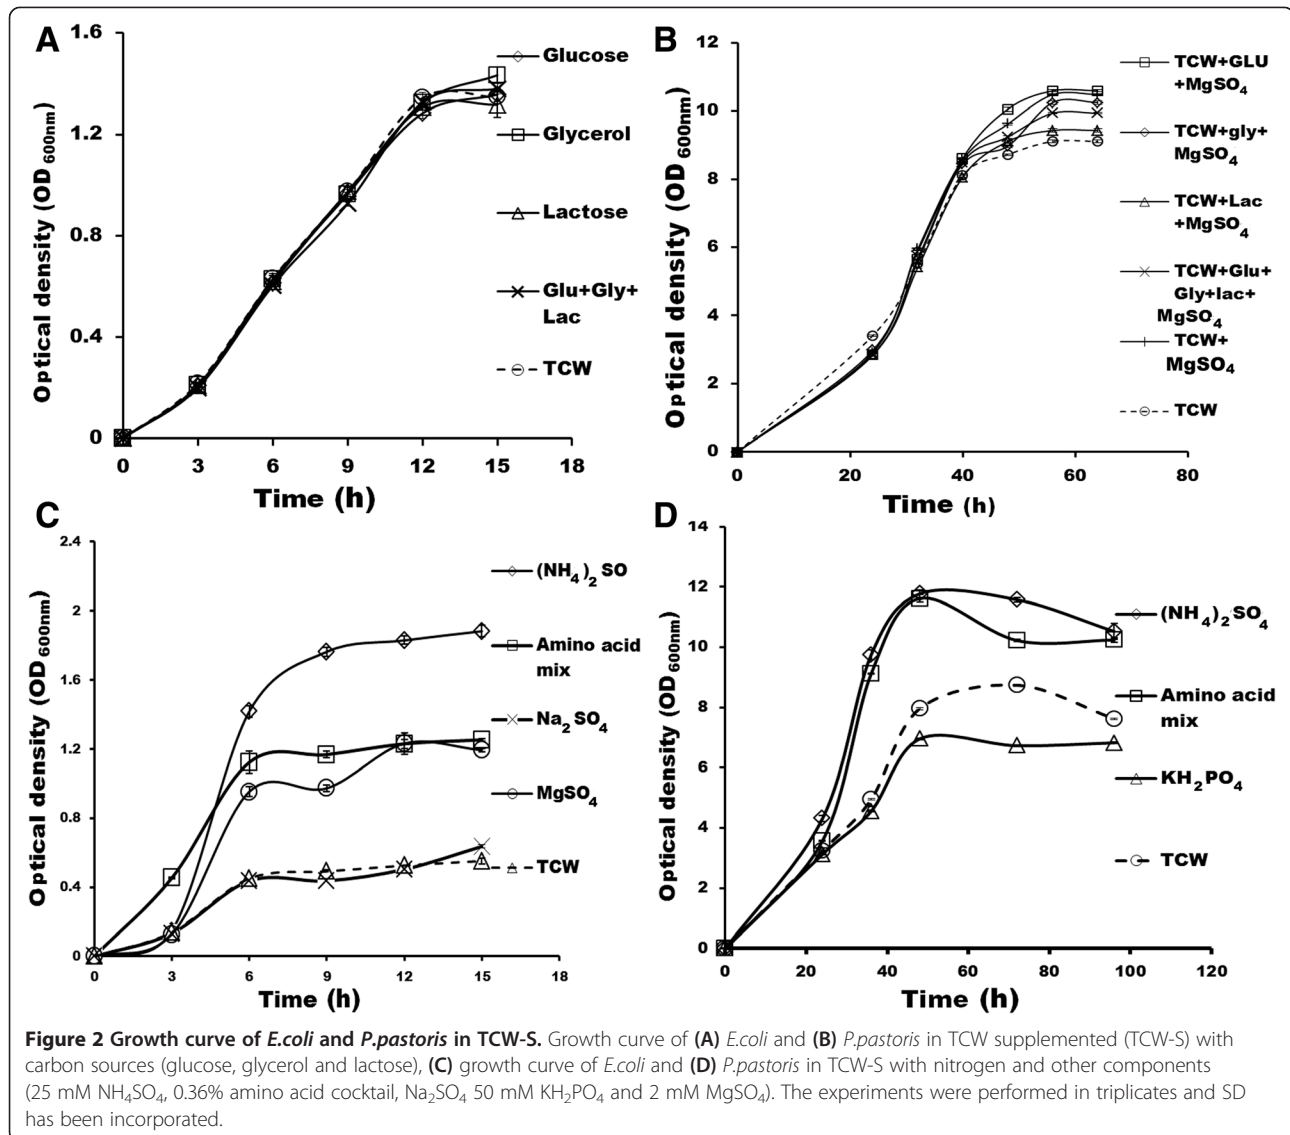 A
Optical density (OD 600nm)
1.6
1.2
0.8
0.4
0
0 3 6 9 12 15 18
Time (h)
Glucose
Glycerol
Lactose
Glu+Gly+
Lac
TCW
B
Optical density (OD 600nm)
12
10
8
6
4
2
0
0 20 40 60 80
Time (h)
TCW+GLU
+MgSO4
TCW+gly+
MgSO4
TCW+Lac
+MgSO4
TCW+Glu+
Gly+lac+
MgSO4
TCW+
MgSO4
TCW
C
Optical density (OD600nm)
2.4
2
1.6
1.2
0.8
0.4
0
0 3 6 9 12 15 18
Time (h)
(NH4)2 SO
Amino acid
mix
Na2 SO4
MgSO4
TCW
D
Optical density (OD600nm)
14
12
10
8
6
4
2
0
0 20 40 60 80 100 120
Time (h)
(NH4)2SO4
Amino acid
mix
KH2PO4
TCW
Figure 2 Growth curve of E.coli and P.pastoris in TCW-S. Growth curve of (A) E.coli and (B) P.pastoris in TCW supplemented (TCW-S) with
carbon sources (glucose, glycerol and lactose), (C) growth curve of E.coli and (D) P.pastoris in TCW-S with nitrogen and other components
(25 mM NH4SO4, 0.36% amino acid cocktail, Na2SO4 50 mM KH2PO4 and 2 mM MgSO4). The experiments were performed in triplicates and SD
has been incorporated.